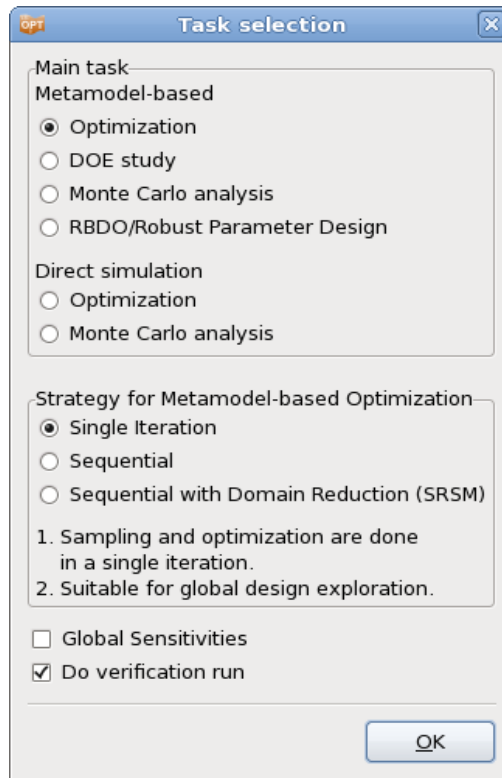 OPT
Task selection
Main task
Metamodel-based
Optimization
DOE study
Monte Carlo analysis
RBDO/Robust Parameter Design
Direct simulation
Optimization
Monte Carlo analysis
Strategy for Metamodel-based Optimization
Single Iteration
Sequential
Sequential with Domain Reduction (SRSM)
1. Sampling and optimization are done
in a single iteration.
2. Suitable for global design exploration.
Global Sensitivities
Do verification run
OK